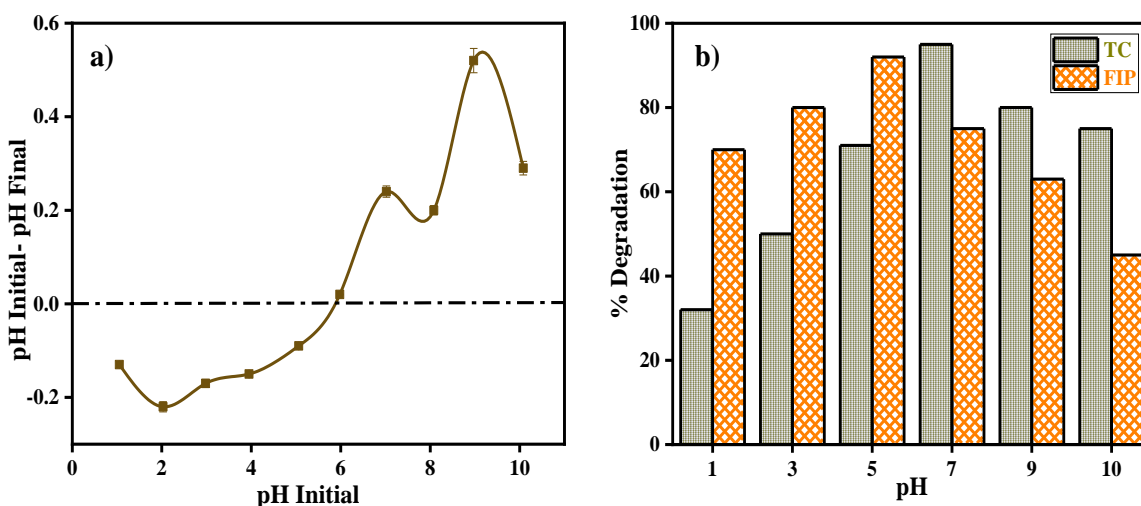 a)
pH Initial- pH Final
0.6
0.4
0.2
0.0
-0.2
0 2 4 6 8 10
pH Initial
b)
TC
FIP
% Degradation
100
80
60
40
20
0
1 3 5 7 9 10
pH